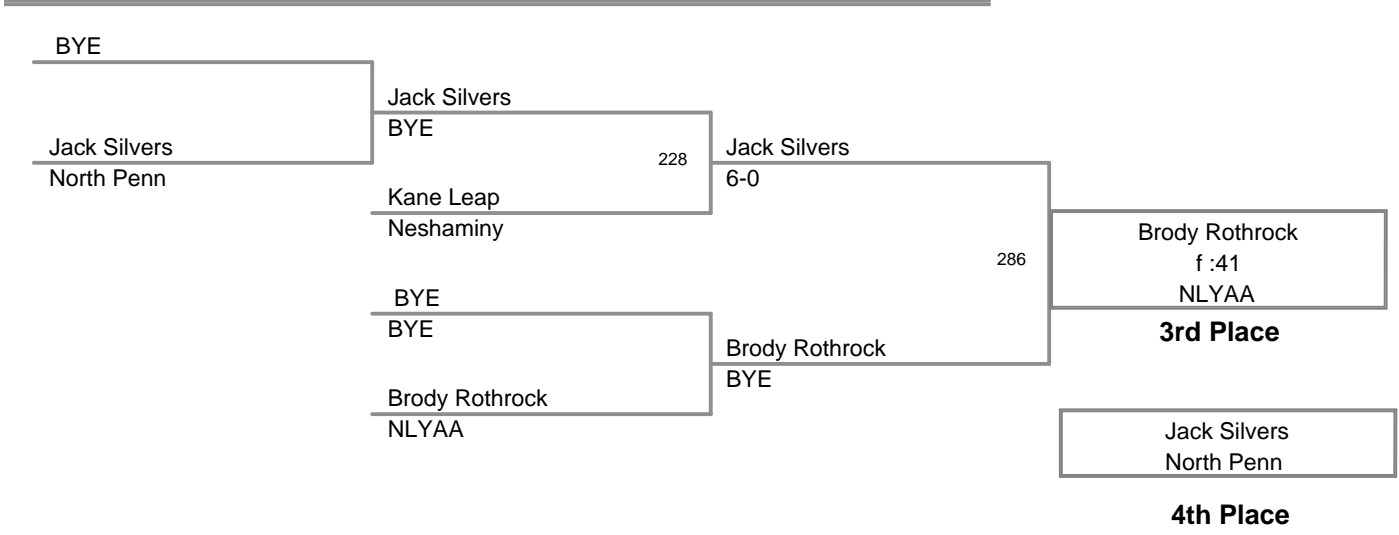 BYE
Jack Silvers
North Penn
Jack Silvers
BYE
Kane Leap
Neshaminy
228
BYE
BYE
Brody Rothrock
NLYAA
Jack Silvers
6-0
Brody Rothrock
BYE
286
Brody Rothrock
f :41
NLYAA
3rd Place
Jack Silvers
North Penn
4th Place